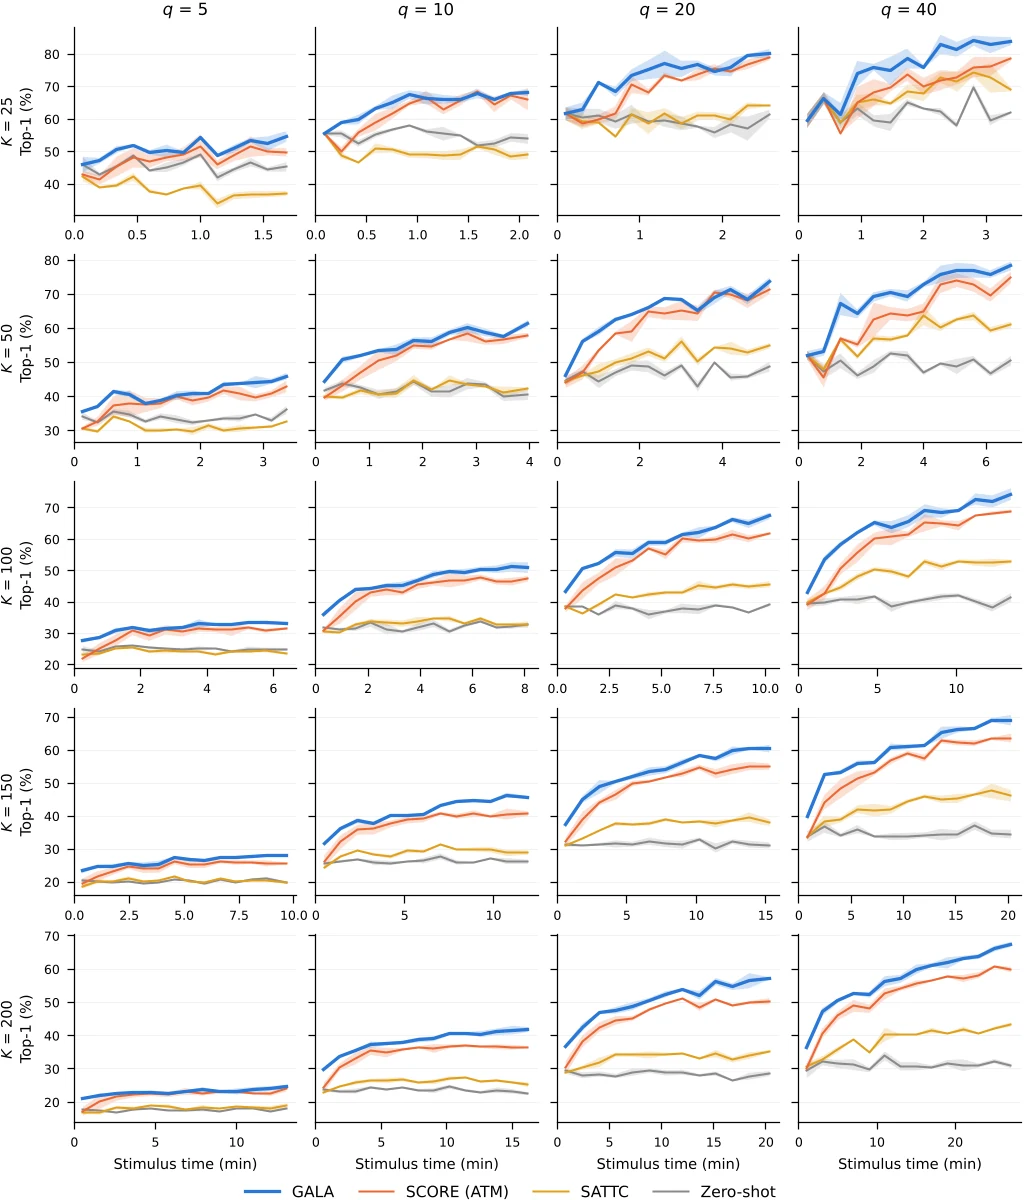 q = 5 q = 10 q = 20 q = 40
K = 25
Top-1 (%)
80
70
60
50
40
0.0 0.5 1.0 1.5 0.0 0.5 1.0 1.5 2.0 0 1 2 0 1 2 3
K = 50
Top-1 (%)
80
70
60
50
40
30
0 1 2 3 0 1 2 3 4 0 2 4 0 2 4 6
K = 100
Top-1 (%)
70
60
50
40
30
20
0 2 4 6 0 2 4 6 8 0.0 2.5 5.0 7.5 10.0 0 5 10
K = 150
Top-1 (%)
70
60
50
40
30
20
0.0 2.5 5.0 7.5 10.0 0 5 10 0 5 10 15 0 5 10 15 20
K = 200
Top-1 (%)
70
60
50
40
30
20
0 5 10 0 5 10 15 0 5 10 15 20 0 10 20
Stimulus time (min) Stimulus time (min) Stimulus time (min) Stimulus time (min)
GALA SCORE (ATM) SATTC Zero-shot